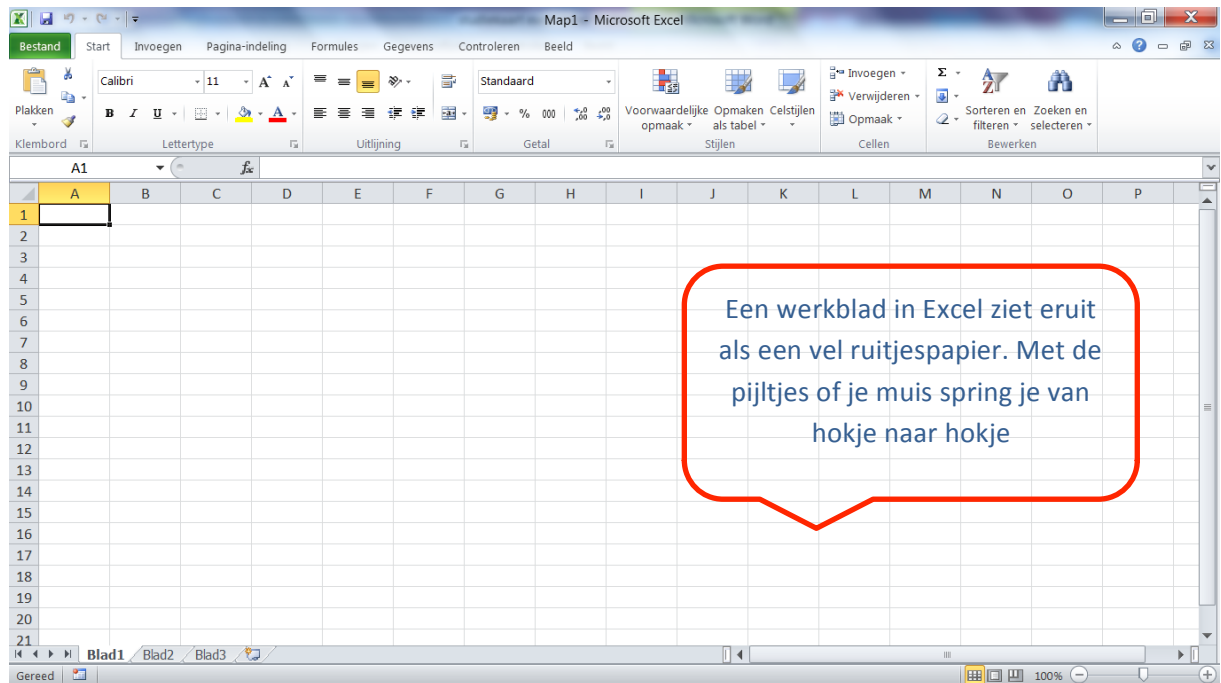 Map1 - Microsoft Excel
Bestand Start Invoegen Pagina-indeling Formules Gegevens Controleren Beeld
Calibri 11 A A Standaard Invoegen Σ
Plakken Voorwaardelijke Opmaken Celstijlen Verwijderen Sorteren en Zoeken en
B I U A % 000 opmaak als tabel Opmaak filteren selecteren
Klembord Lettertype Uitlijning Getal Stijlen Cellen Bewerken
A1 fx
A B C D E F G H I J K L M N O P
1
2
3
4
5
6
7
8
9
10
11
12
13
14
15
16
17
18
19
20
21
Een werkblad in Excel ziet eruit
als een vel ruitjespapier. Met de
pijltjes of je muis spring je van
hokje naar hokje
Blad1 Blad2 Blad3
Gereed 100%